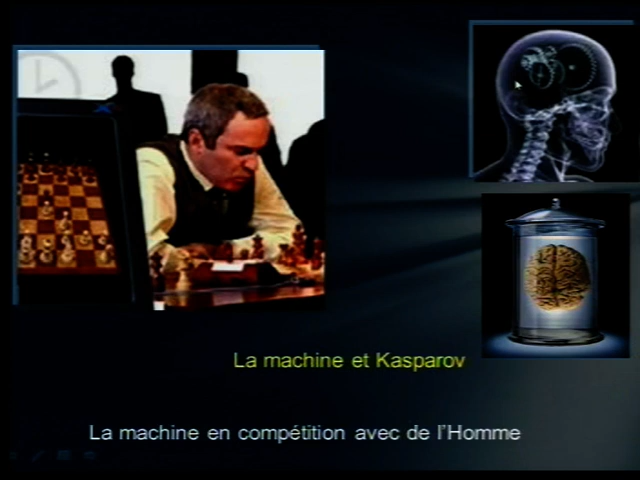 La machine et Kasparov
La machine en compétition avec de l'Homme